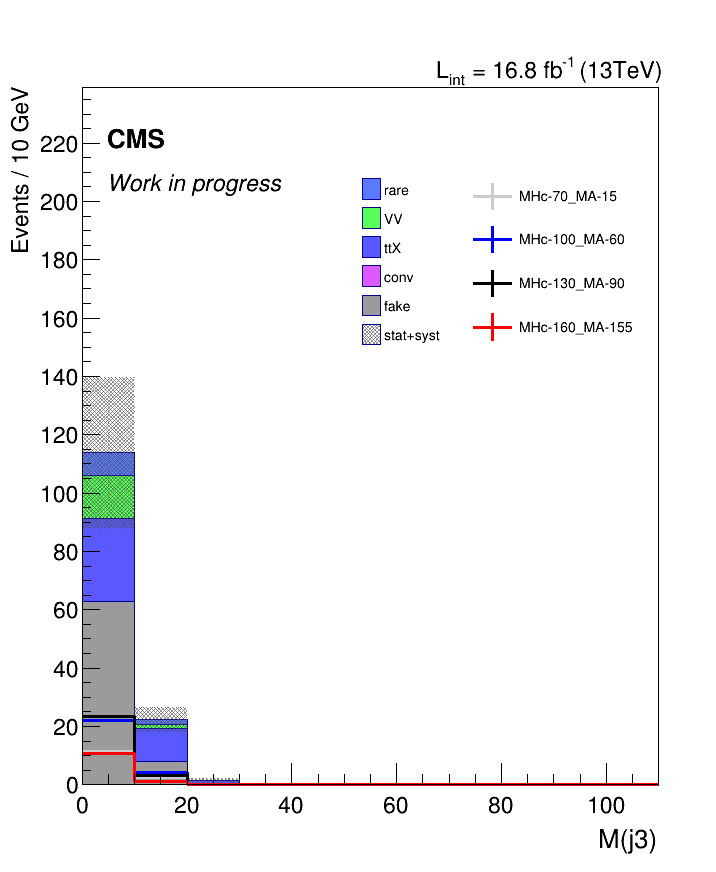 L_int = 16.8 fb^-1 (13TeV)
Events / 10 GeV
CMS
Work in progress
rare
VV
ttX
conv
fake
stat+syst
MHc-70_MA-15
MHc-100_MA-60
MHc-130_MA-90
MHc-160_MA-155
220
200
180
160
140
120
100
80
60
40
20
0
0 20 40 60 80 100
M(j3)